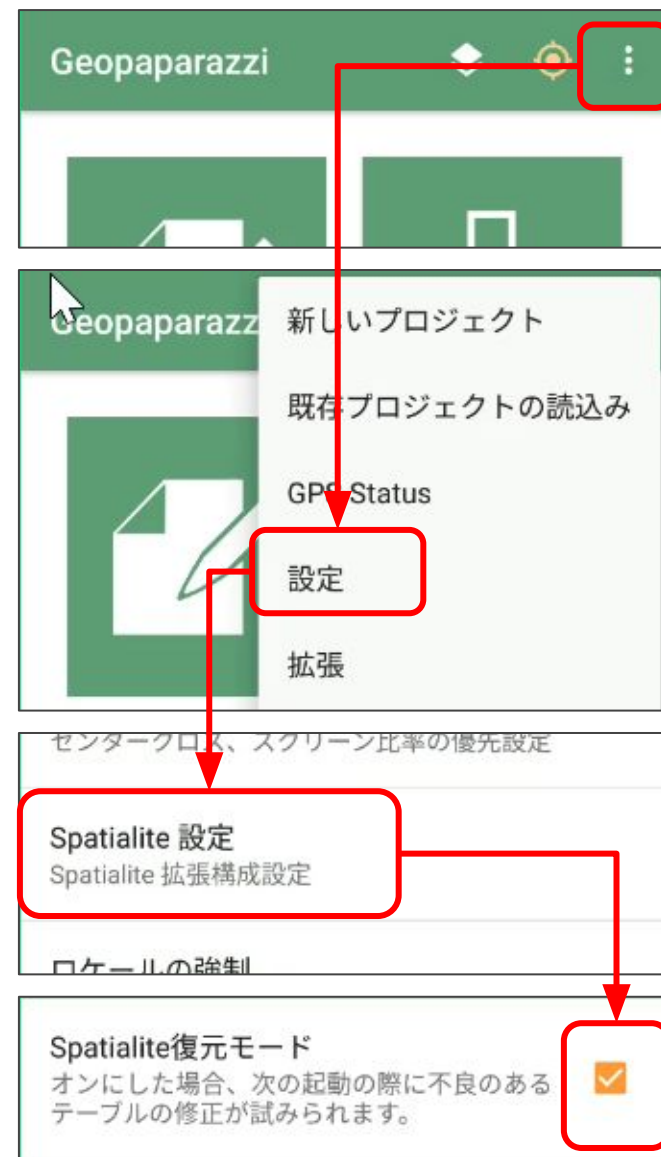 Geopaparazzi
Geopaparazz
新しいプロジェクト
既存プロジェクトの読込み
GPS Status
設定
拡張
センタークロス、スクリーン比率の優先設定
Spatialite 設定
Spatialite 拡張構成設定
ロケールの強制
Spatialite復元モード
オンにした場合、次の起動の際に不良のある
テーブルの修正が試みられます。